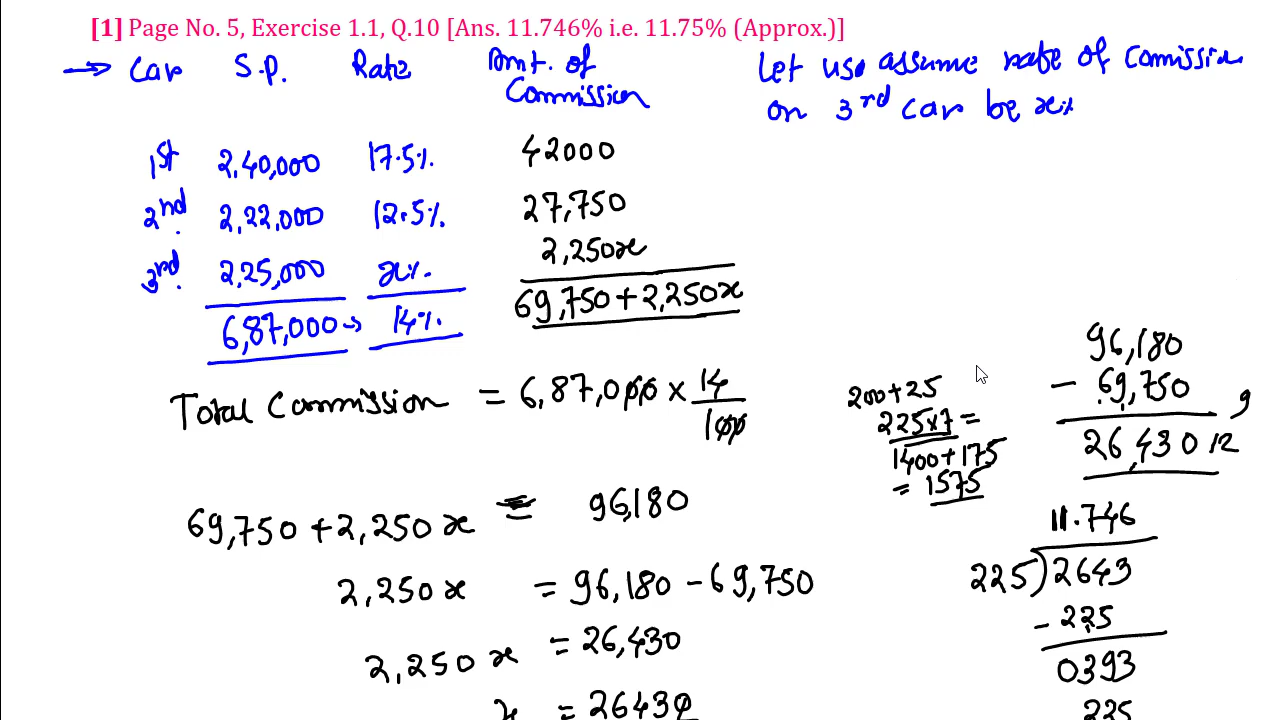 [1] Page No. 5, Exercise 1.1, Q.10 [Ans. 11.746% i.e. 11.75% (Approx.)]
→ Car S.P. Rate Amt. of Commission
1st 2,40,000 17.5% 42000
2nd 2,22,000 12.5% 27,750
3rd 2,25,000 x% 2,250x
6,87,000 → 14% 69,750 + 2,250x
Let us assume rate of Comission
on 3rd car be x%
Total Commission = 6,87,000 × 14/100
69,750 + 2,250x = 96,180
2,250x = 96,180 - 69,750
2,250x = 26,430
x = 26430
200+25
225×7 =
1400+175
= 1575
96,180
- 69,750
26,430
9
12
11.746
225)2643
- 225
0393
225